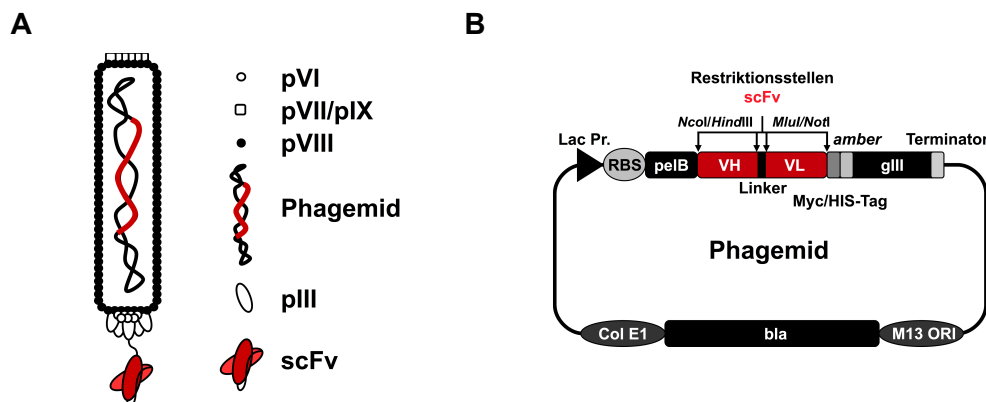 A
pVI
pVII/pIX
pVIII
Phagemid
pIII
scFv
B
Restriktionsstellen
scFv
NcoI/HindIII MluI/NotI
Lac Pr. amber Terminator
RBS pelB VH VL gIII
Linker
Myc/HIS-Tag
Phagemid
Col E1 bla M13 ORI